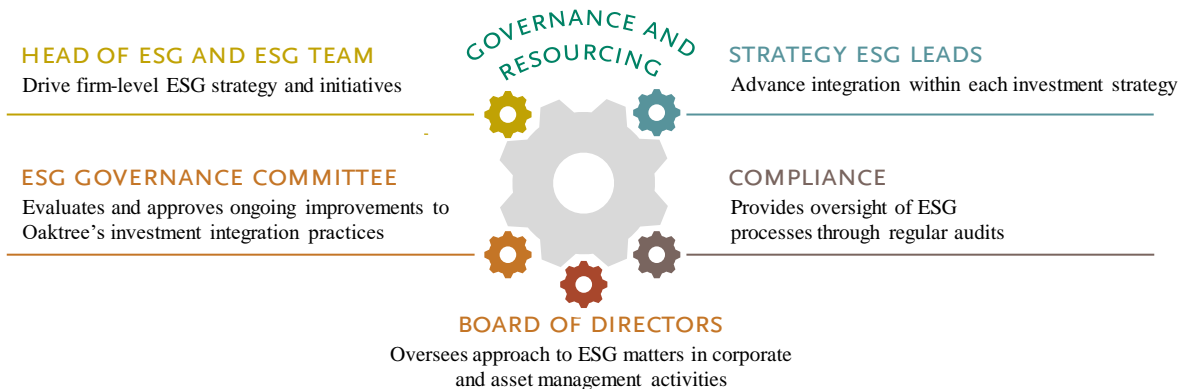 GOVERNANCE AND
RESOURCING
HEAD OF ESG AND ESG TEAM
Drive firm-level ESG strategy and initiatives
STRATEGY ESG LEADS
Advance integration within each investment strategy
ESG GOVERNANCE COMMITTEE
Evaluates and approves ongoing improvements to
Oaktree's investment integration practices
COMPLIANCE
Provides oversight of ESG
processes through regular audits
BOARD OF DIRECTORS
Oversees approach to ESG matters in corporate
and asset management activities